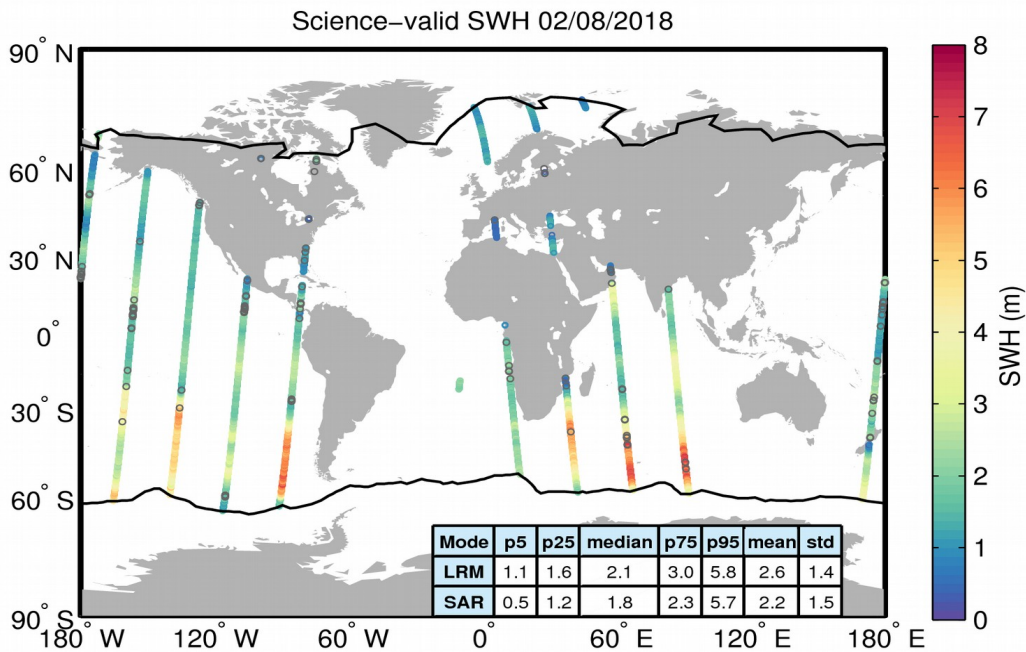 Science-valid SWH 02/08/2018
90° N
60° N
30° N
0°
30° S
60° S
90° S
180° W 120° W 60° W 0° 60° E 120° E 180° E
Mode p5 p25 median p75 p95 mean std
LRM 1.1 1.6 2.1 3.0 5.8 2.6 1.4
SAR 0.5 1.2 1.8 2.3 5.7 2.2 1.5
8
7
6
5
4
3
2
1
0
SWH (m)